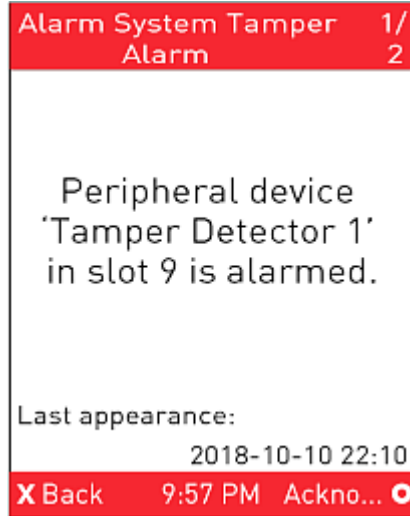 Alarm System Tamper 1/
Alarm 2
Peripheral device
'Tamper Detector 1'
in slot 9 is alarmed.
Last appearance:
2018-10-10 22:10
X Back 9:57 PM Ackno...